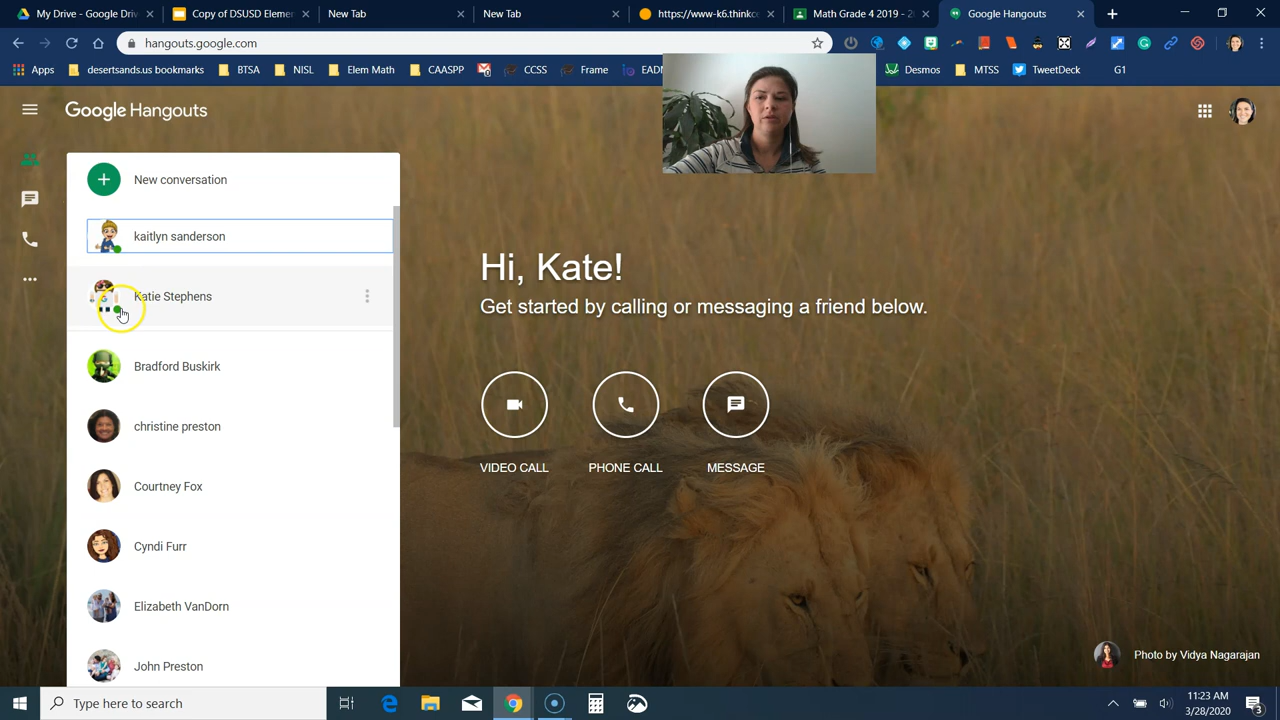 My Drive - Google Driv
Copy of DSUSD Elemen
New Tab
New Tab
https://www-k6.thinkce
Math Grade 4 2019 - 2
Google Hangouts
hangouts.google.com
Apps
desertsands.us bookmarks
BTSA
NISL
Elem Math
CAASPP
CCSS
Frame
EADM
Desmos
MTSS
TweetDeck
G1
Google Hangouts
New conversation
kaitlyn sanderson
Katie Stephens
Bradford Buskirk
christine preston
Courtney Fox
Cyndi Furr
Elizabeth VanDorn
John Preston
Hi, Kate!
Get started by calling or messaging a friend below.
VIDEO CALL
PHONE CALL
MESSAGE
Photo by Vidya Nagarajan
Type here to search
11:23 AM
3/28/2020
3